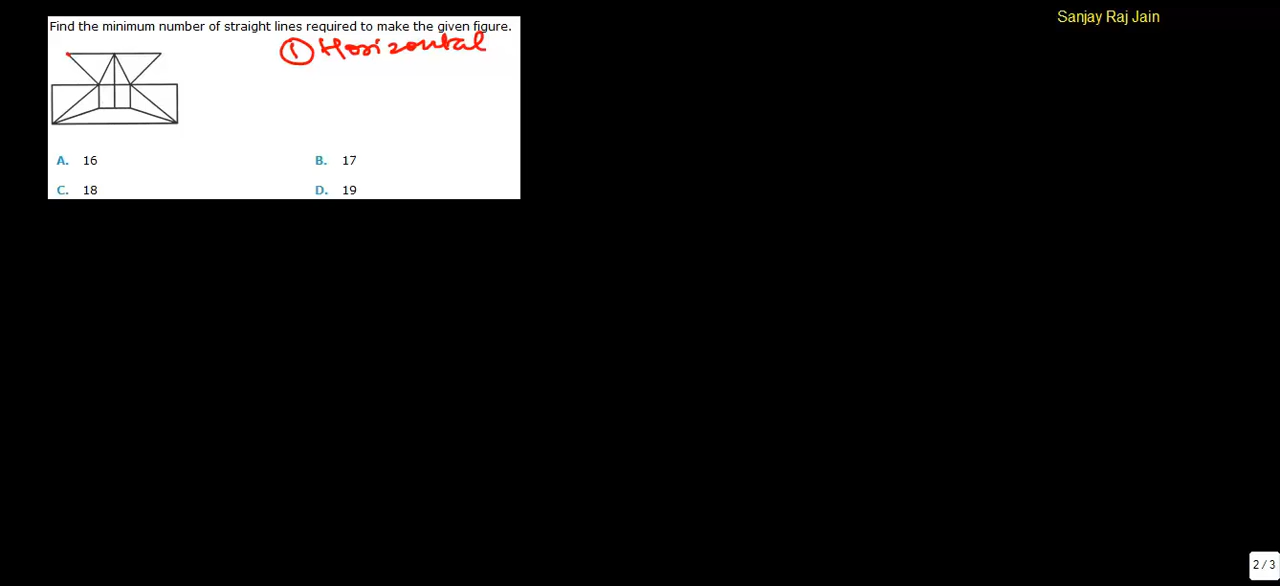 Sanjay Raj Jain
Find the minimum number of straight lines required to make the given figure.
① Horizontal
A. 16
B. 17
C. 18
D. 19
2 / 3